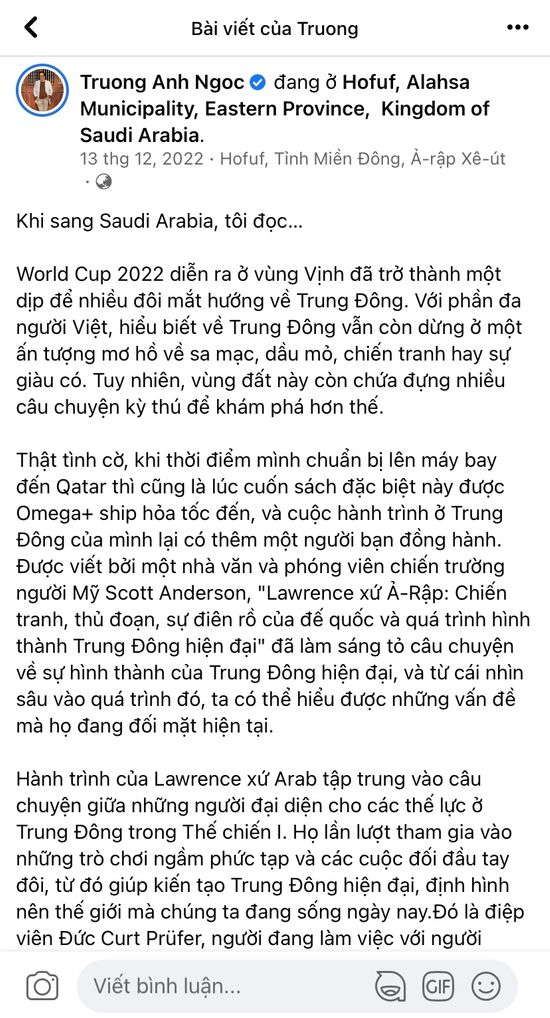 Bài viết của Truong
Truong Anh Ngoc đang ở Hofuf, Alahsa
Municipality, Eastern Province, Kingdom of
Saudi Arabia.
13 thg 12, 2022 · Hofuf, Tỉnh Miền Đông, Ả-rập Xê-út
·
Khi sang Saudi Arabia, tôi đọc...
World Cup 2022 diễn ra ở vùng Vịnh đã trở thành một
dịp để nhiều đôi mắt hướng về Trung Đông. Với phần đa
người Việt, hiểu biết về Trung Đông vẫn còn dừng ở một
ấn tượng mơ hồ về sa mạc, dầu mỏ, chiến tranh hay sự
giàu có. Tuy nhiên, vùng đất này còn chứa đựng nhiều
câu chuyện kỳ thú để khám phá hơn thế.
Thật tình cờ, khi thời điểm mình chuẩn bị lên máy bay
đến Qatar thì cũng là lúc cuốn sách đặc biệt này được
Omega+ ship hỏa tốc đến, và cuộc hành trình ở Trung
Đông của mình lại có thêm một người bạn đồng hành.
Được viết bởi một nhà văn và phóng viên chiến trường
người Mỹ Scott Anderson, "Lawrence xứ Ả-Rập: Chiến
tranh, thủ đoạn, sự điên rồ của đế quốc và quá trình hình
thành Trung Đông hiện đại" đã làm sáng tỏ câu chuyện
về sự hình thành của Trung Đông hiện đại, và từ cái nhìn
sâu vào quá trình đó, ta có thể hiểu được những vấn đề
mà họ đang đối mặt hiện tại.
Hành trình của Lawrence xứ Arab tập trung vào câu
chuyện giữa những người đại diện cho các thế lực ở
Trung Đông trong Thế chiến I. Họ lần lượt tham gia vào
những trò chơi ngầm phức tạp và các cuộc đối đầu tay
đôi, từ đó giúp kiến tạo Trung Đông hiện đại, định hình
nên thế giới mà chúng ta đang sống ngày nay.Đó là điệp
viên Đức Curt Prüfer, người đang làm việc với người
Viết bình luận...
GIF